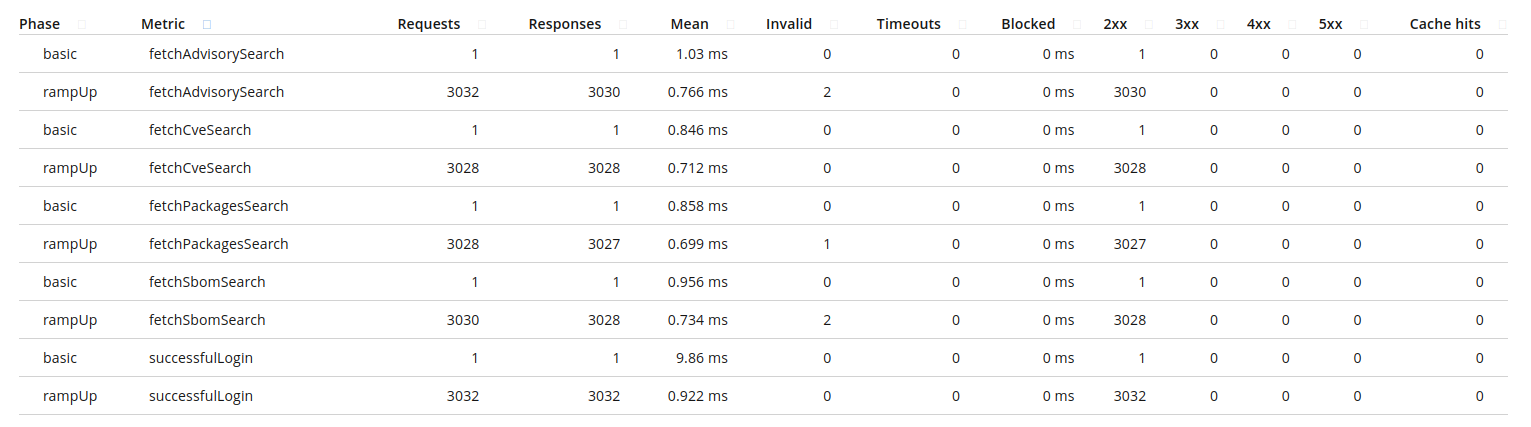 Phase Metric Requests Responses Mean Invalid Timeouts Blocked 2xx 3xx 4xx 5xx Cache hits
basic fetchAdvisorySearch 1 1 1.03 ms 0 0 0 ms 1 0 0 0 0
rampUp fetchAdvisorySearch 3032 3030 0.766 ms 2 0 0 ms 3030 0 0 0 0
basic fetchCveSearch 1 1 0.846 ms 0 0 0 ms 1 0 0 0 0
rampUp fetchCveSearch 3028 3028 0.712 ms 0 0 0 ms 3028 0 0 0 0
basic fetchPackagesSearch 1 1 0.858 ms 0 0 0 ms 1 0 0 0 0
rampUp fetchPackagesSearch 3028 3027 0.699 ms 1 0 0 ms 3027 0 0 0 0
basic fetchSbomSearch 1 1 0.956 ms 0 0 0 ms 1 0 0 0 0
rampUp fetchSbomSearch 3030 3028 0.734 ms 2 0 0 ms 3028 0 0 0 0
basic successfulLogin 1 1 9.86 ms 0 0 0 ms 1 0 0 0 0
rampUp successfulLogin 3032 3032 0.922 ms 0 0 0 ms 3032 0 0 0 0